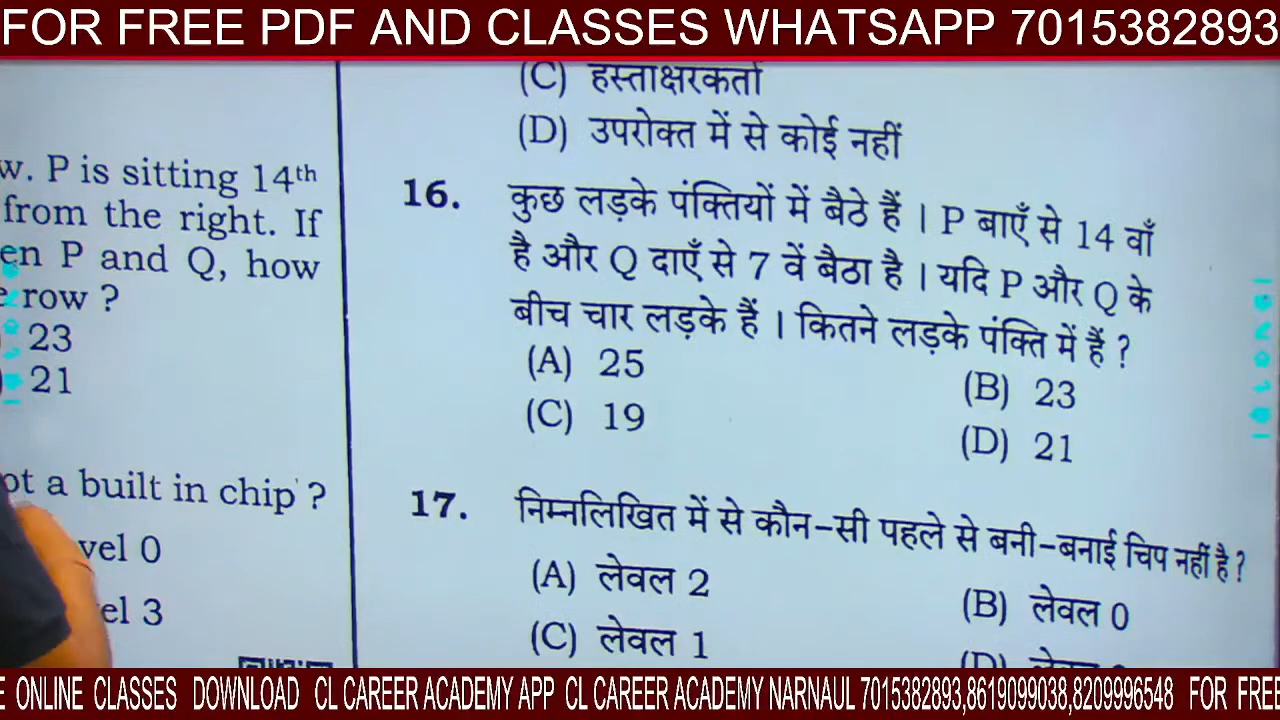 FOR FREE PDF AND CLASSES WHATSAPP 7015382893
w. P is sitting 14th
from the right. If
en P and Q, how
row ?
23
21
ot a built in chip ?
vel 0
el 3
(C) हस्ताक्षरकर्ता
(D) उपरोक्त में से कोई नहीं
16. कुछ लड़के पंक्तियों में बैठे हैं । P बाएँ से 14 वाँ
है और Q दाएँ से 7 वें बैठा है । यदि P और Q के
बीच चार लड़के हैं । कितने लड़के पंक्ति में हैं ?
(A) 25 (B) 23
(C) 19 (D) 21
17. निम्नलिखित में से कौन-सी पहले से बनी-बनाई चिप नहीं है ?
(A) लेवल 2 (B) लेवल 0
(C) लेवल 1
E ONLINE CLASSES DOWNLOAD CL CAREER ACADEMY APP CL CAREER ACADEMY NARNAUL 7015382893,8619099038,8209996548 FOR FREE